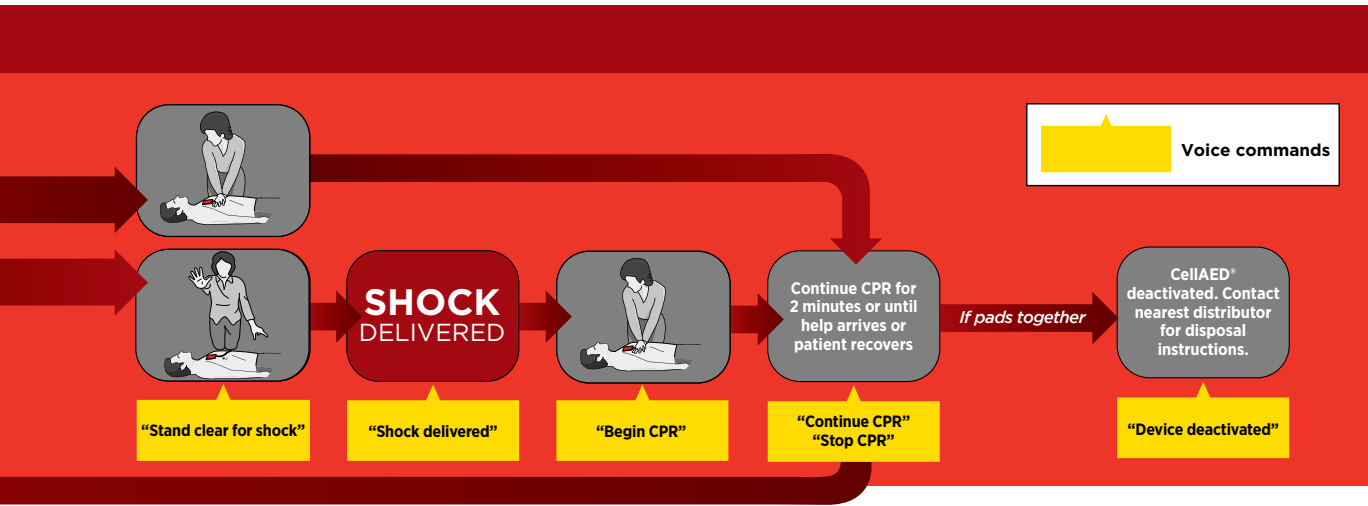 Voice commands
SHOCK
DELIVERED
Continue CPR for
2 minutes or until
help arrives or
patient recovers
If pads together
CellAED®
deactivated. Contact
nearest distributor
for disposal
instructions.
“Stand clear for shock”
“Shock delivered”
“Begin CPR”
“Continue CPR”
“Stop CPR”
“Device deactivated”